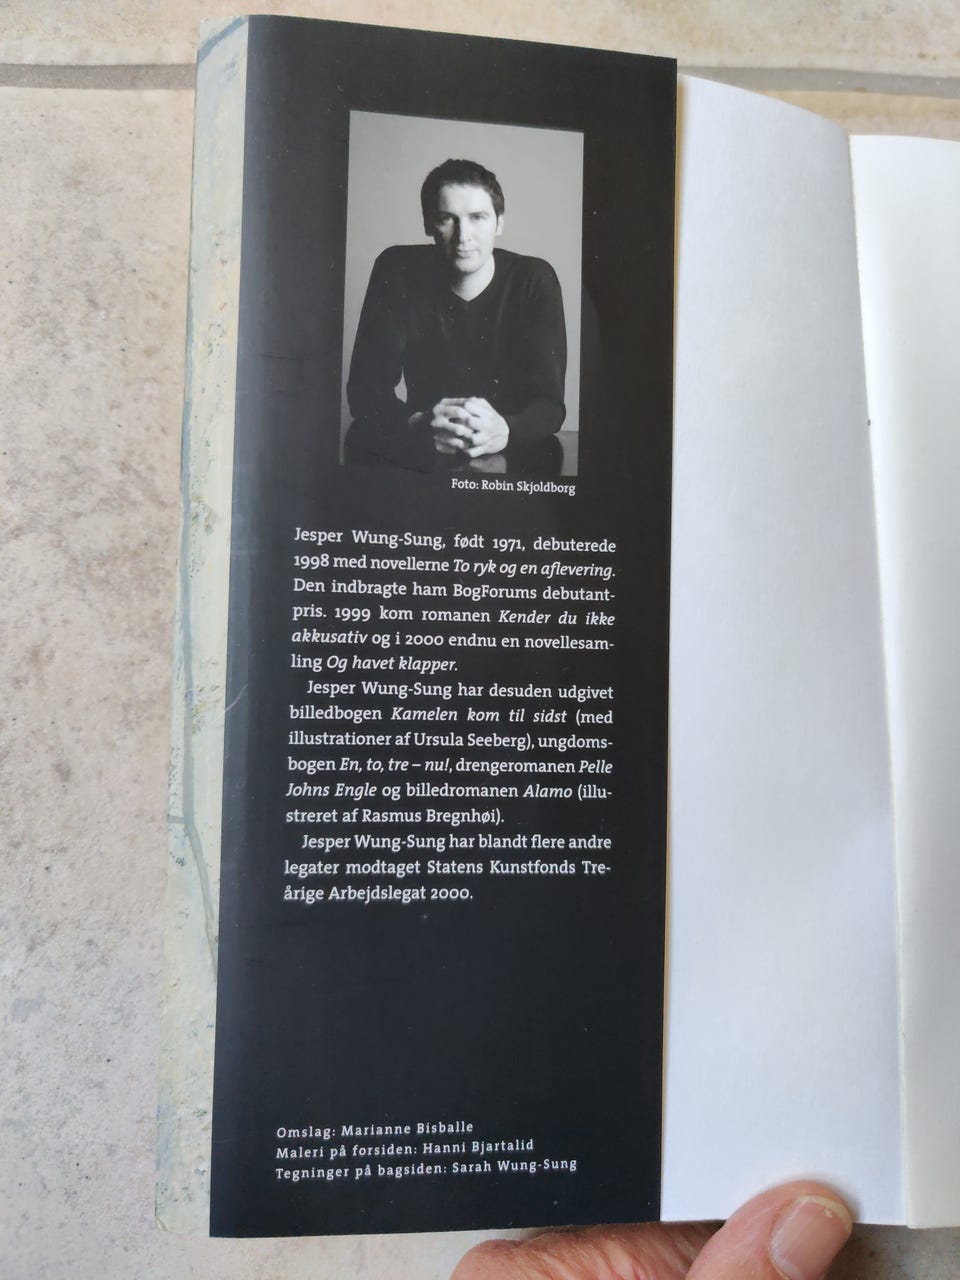 Foto: Robin Skjoldborg
Jesper Wung-Sung, født 1971, debuterede
1998 med novellerne To ryk og en aflevering.
Den indbragte ham BogForums debutant-
pris. 1999 kom romanen Kender du ikke
akkusativ og i 2000 endnu en novellesam-
ling Og havet klapper.
Jesper Wung-Sung har desuden udgivet
billedbogen Kamelen kom til sidst (med
illustrationer af Ursula Seeberg), ungdoms-
bogen En, to, tre – nu!, drengeromanen Pelle
Johns Engle og billedromanen Alamo (illu-
streret af Rasmus Bregnhøi).
Jesper Wung-Sung har blandt flere andre
legater modtaget Statens Kunstfonds Tre-
årige Arbejdslegat 2000.
Omslag: Marianne Bisballe
Maleri på forsiden: Hanni Bjartalid
Tegninger på bagsiden: Sarah Wung-Sung